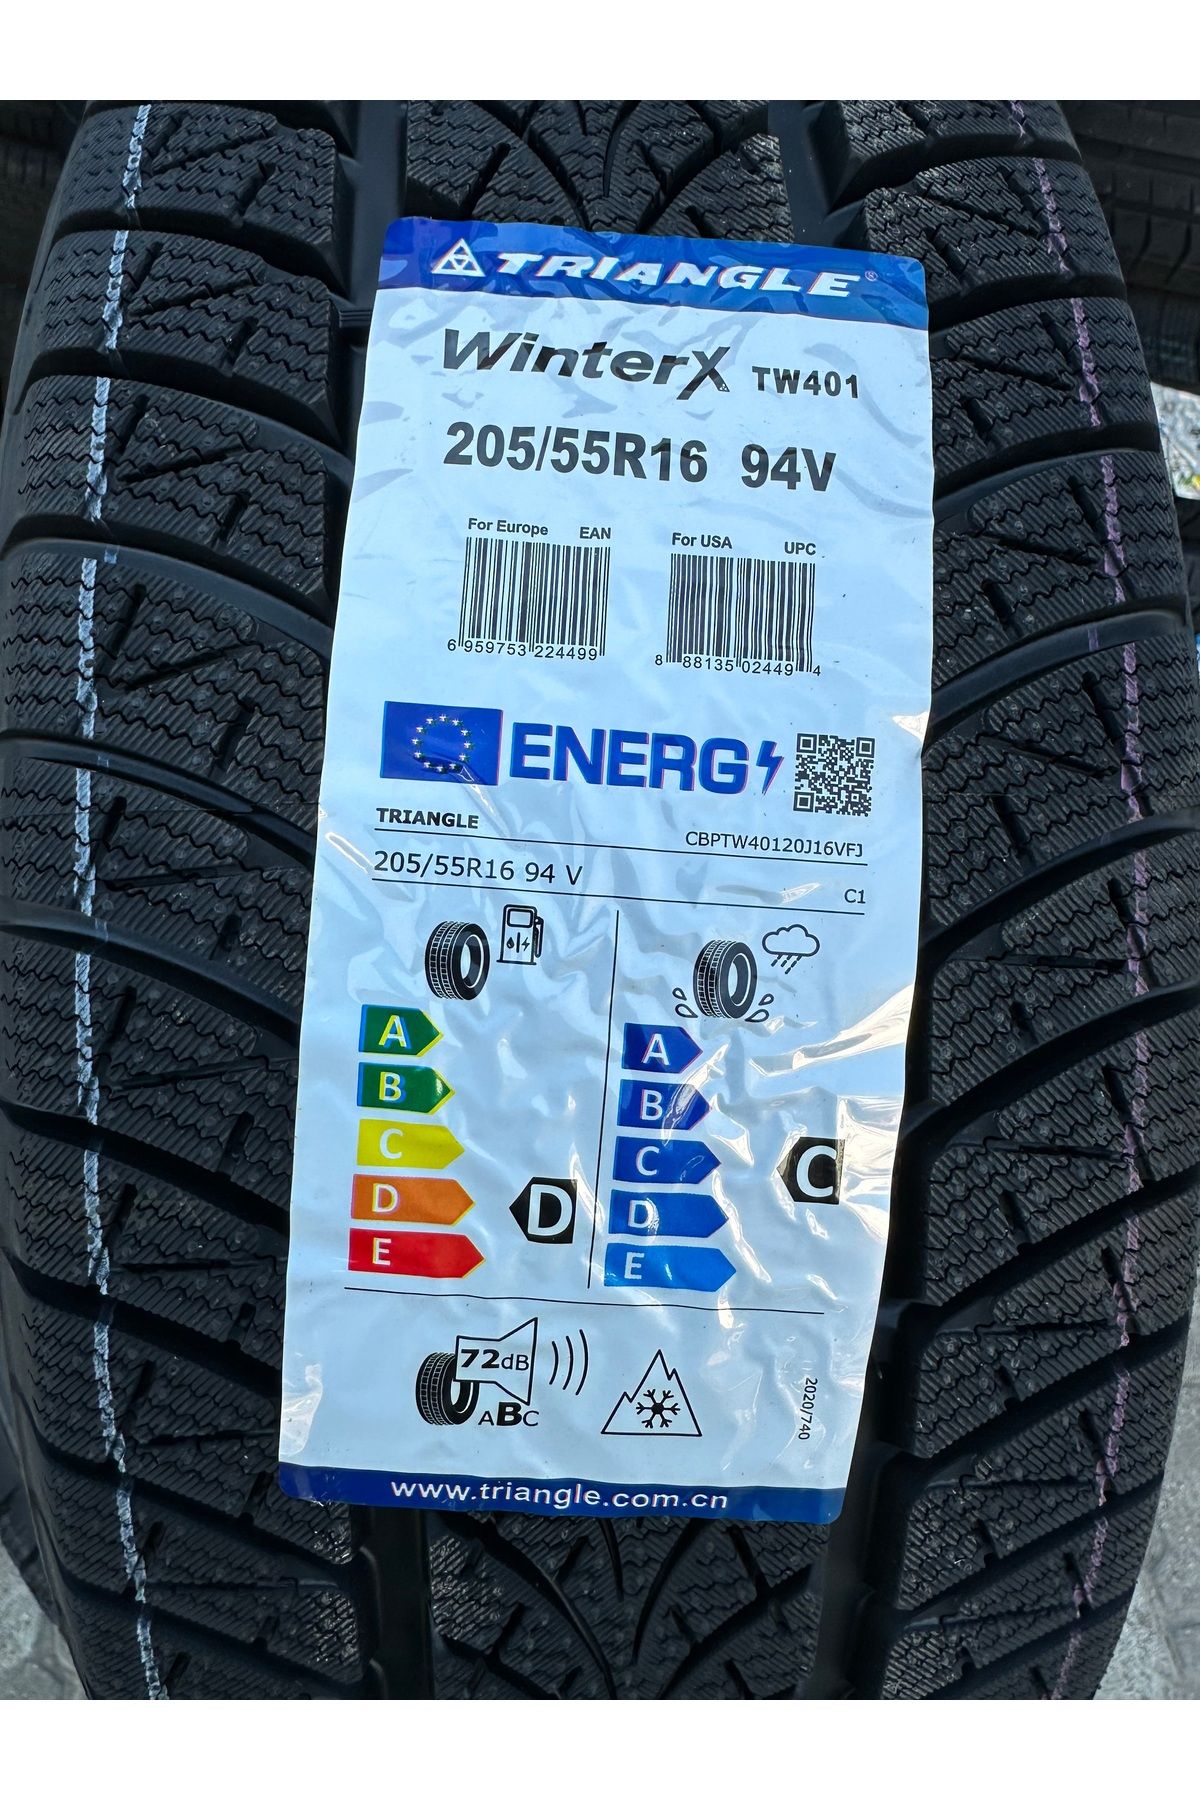 TRIANGLE®
WinterX TW401
205/55R16 94V
For Europe EAN
For USA UPC
6 959753 224499
8 88135 02449 4
ENERG
TRIANGLE
CBPTW40120J16VFJ
205/55R16 94 V
C1
A
B
C
D
E
D
A
B
C
D
E
C
72dB
ABC
2020/740
www.triangle.com.cn